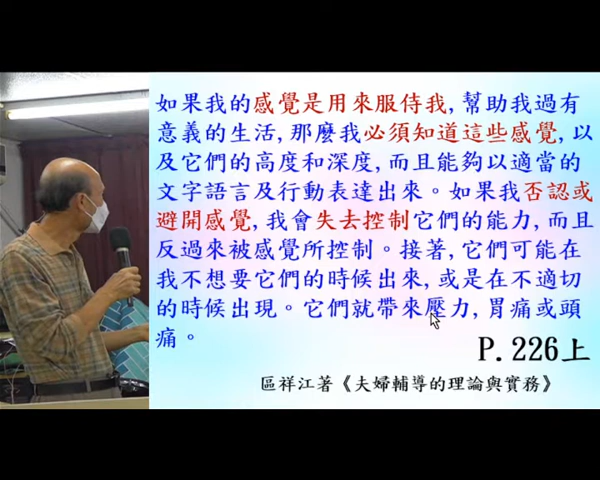 如果我的感覺是用來服侍我, 幫助我過有
意義的生活, 那麼我必須知道這些感覺, 以
及它們的高度和深度, 而且能夠以適當的
文字語言及行動表達出來。如果我否認或
避開感覺, 我會失去控制它們的能力, 而且
反過來被感覺所控制。接著, 它們可能在
我不想要它們的時候出來, 或是在不適切
的時候出現。它們就帶來壓力, 胃痛或頭
痛。
P. 226上
區祥江著《夫婦輔導的理論與實務》